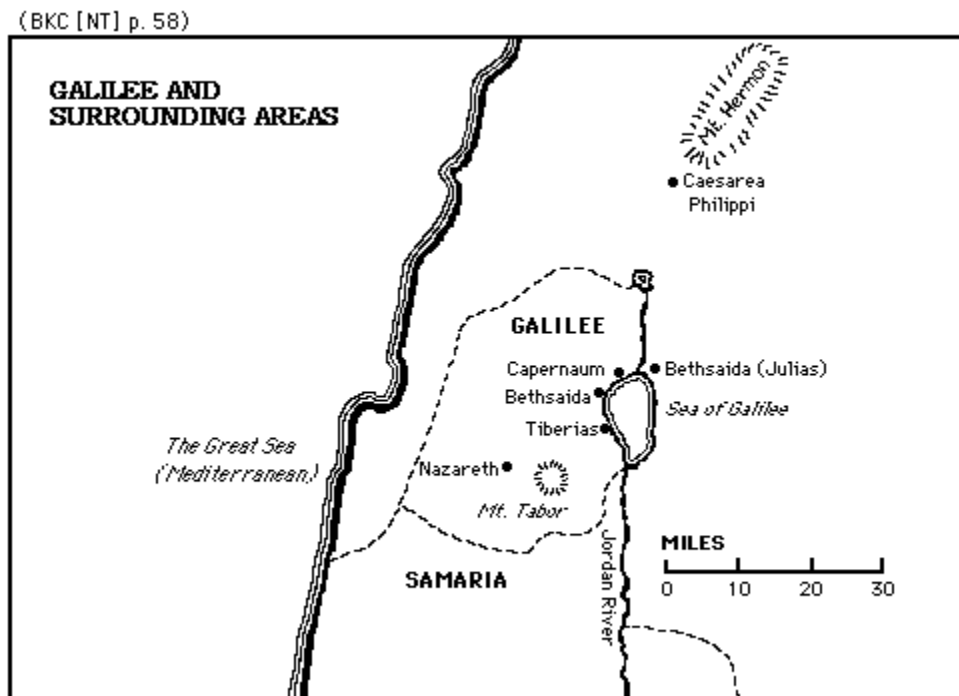 (BKC [NT] p. 58)
GALILEE AND
SURROUNDING AREAS
Mt. Hermon
Caesarea
Philippi
GALILEE
Capernaum
Bethsaida (Julias)
Bethsaida
Sea of Galilee
Tiberias
The Great Sea
(Mediterranean)
Nazareth
Mt. Tabor
Jordan River
MILES
SAMARIA
0 10 20 30